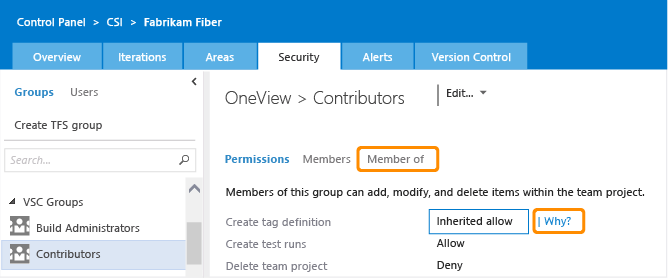 Control Panel > CSI > Fabrikam Fiber
Overview Iterations Areas Security Alerts Version Control
Groups Users
Create TFS group
Search...
VSC Groups
Build Administrators
Contributors
OneView > Contributors Edit...
Permissions Members Member of
Members of this group can add, modify, and delete items within the team project.
Create tag definition Inherited allow | Why?
Create test runs Allow
Delete team project Deny